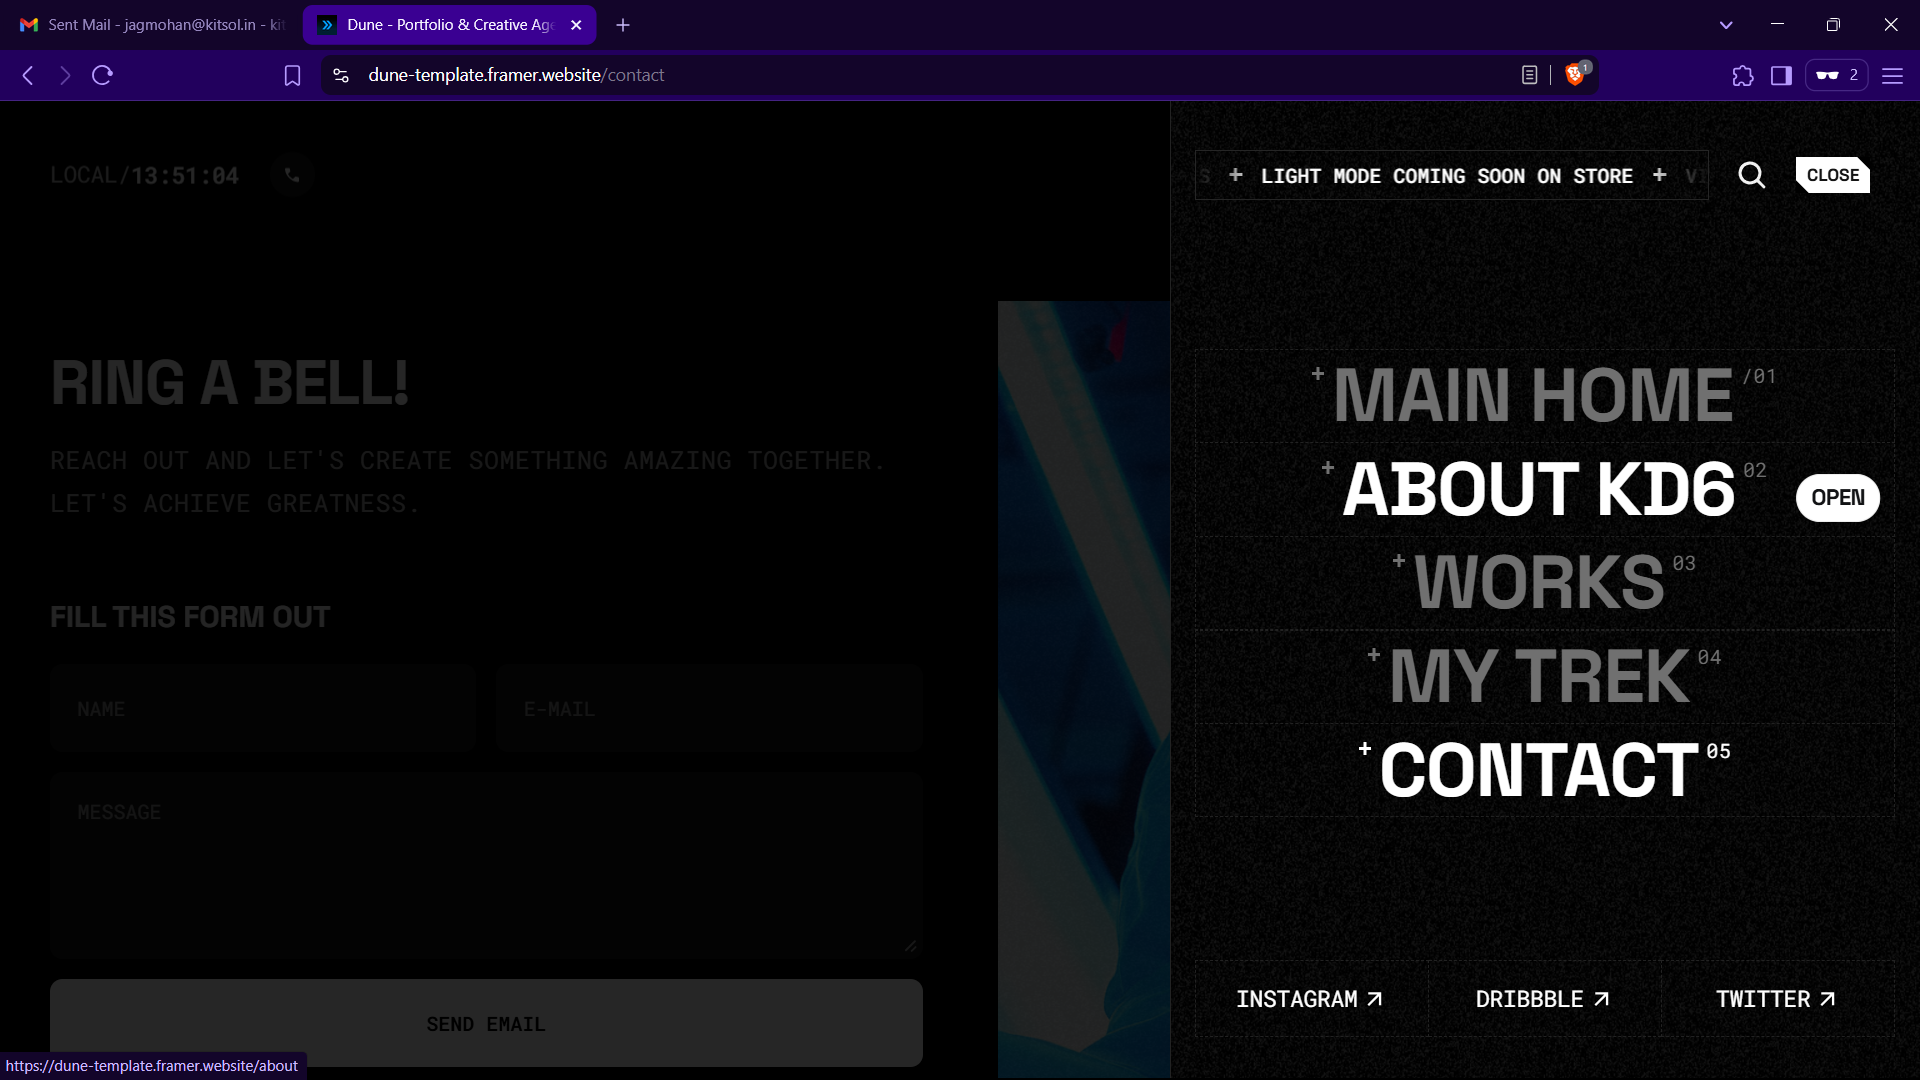 Sent Mail - jagmohan@kitsol.in - kit
Dune - Portfolio & Creative Age
dune-template.framer.website/contact
1
2
LOCAL/13:51:04
S + LIGHT MODE COMING SOON ON STORE + VI
CLOSE
RING A BELL!
REACH OUT AND LET'S CREATE SOMETHING AMAZING TOGETHER.
LET'S ACHIEVE GREATNESS.
FILL THIS FORM OUT
NAME
E-MAIL
MESSAGE
SEND EMAIL
+ MAIN HOME /01
+ ABOUT KD6 02
OPEN
+ WORKS 03
+ MY TREK 04
+ CONTACT 05
INSTAGRAM
DRIBBBLE
TWITTER
https://dune-template.framer.website/about